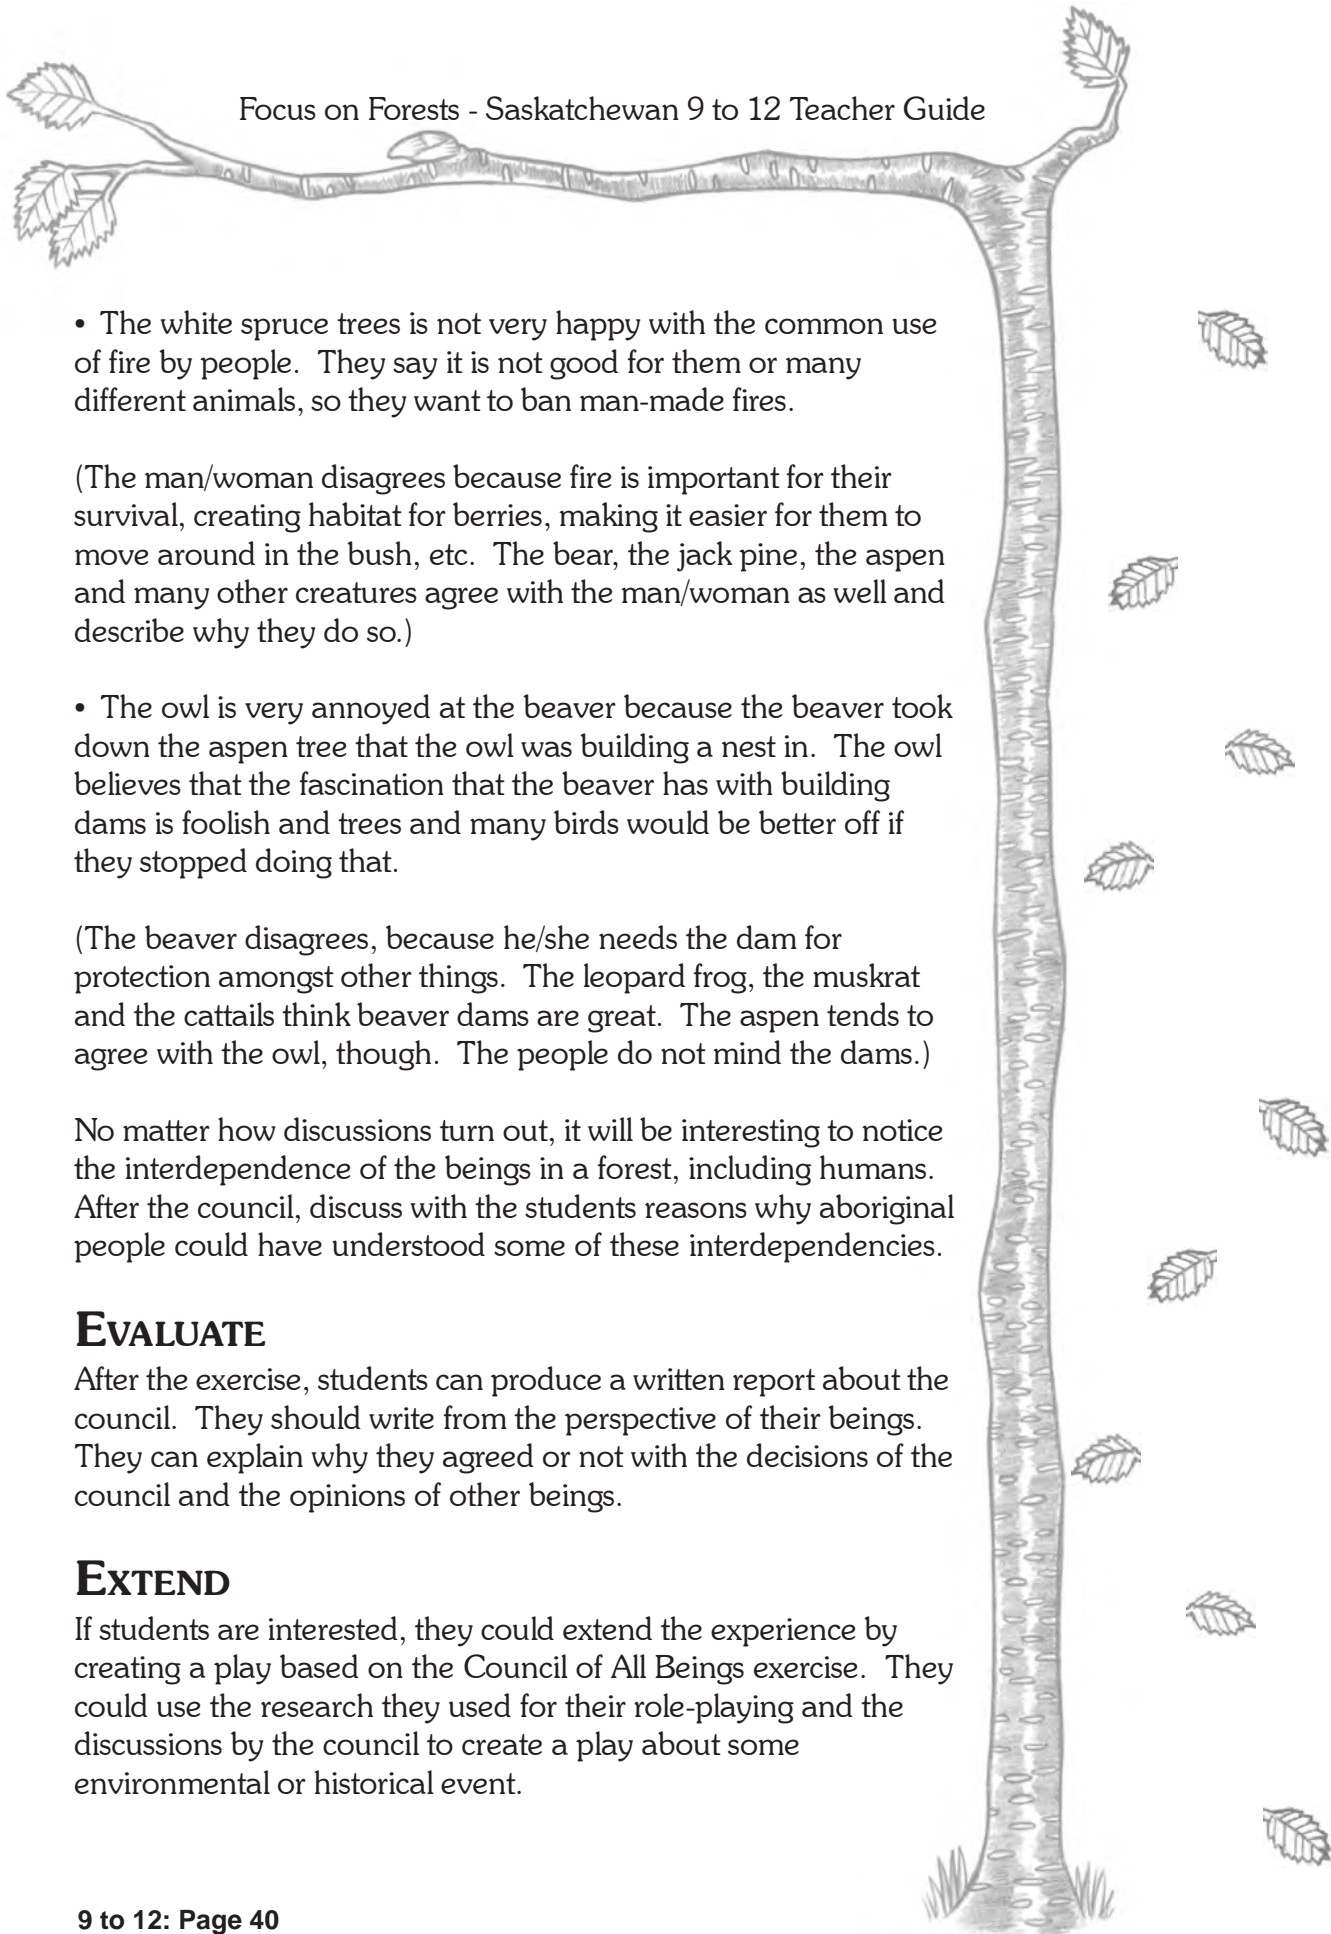 Focus on Forests - Saskatchewan 9 to 12 Teacher Guide
• The white spruce trees is not very happy with the common use
of fire by people. They say it is not good for them or many
different animals, so they want to ban man-made fires.
(The man/woman disagrees because fire is important for their
survival, creating habitat for berries, making it easier for them to
move around in the bush, etc. The bear, the jack pine, the aspen
and many other creatures agree with the man/woman as well and
describe why they do so.)
• The owl is very annoyed at the beaver because the beaver took
down the aspen tree that the owl was building a nest in. The owl
believes that the fascination that the beaver has with building
dams is foolish and trees and many birds would be better off if
they stopped doing that.
(The beaver disagrees, because he/she needs the dam for
protection amongst other things. The leopard frog, the muskrat
and the cattails think beaver dams are great. The aspen tends to
agree with the owl, though. The people do not mind the dams.)
No matter how discussions turn out, it will be interesting to notice
the interdependence of the beings in a forest, including humans.
After the council, discuss with the students reasons why aboriginal
people could have understood some of these interdependencies.
EVALUATE
After the exercise, students can produce a written report about the
council. They should write from the perspective of their beings.
They can explain why they agreed or not with the decisions of the
council and the opinions of other beings.
EXTEND
If students are interested, they could extend the experience by
creating a play based on the Council of All Beings exercise. They
could use the research they used for their role-playing and the
discussions by the council to create a play about some
environmental or historical event.
9 to 12: Page 40